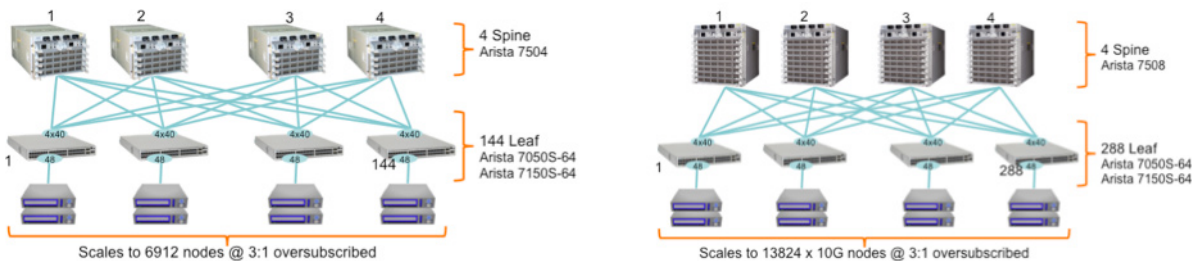 1 2 3 4
4 Spine
Arista 7504
4x40 4x40 4x40 4x40
1 144
48 48 48 48
144 Leaf
Arista 7050S-64
Arista 7150S-64
Scales to 6912 nodes @ 3:1 oversubscribed
1 2 3 4
4 Spine
Arista 7508
4x40 4x40 4x40 4x40
1 288
48 48 48 48
288 Leaf
Arista 7050S-64
Arista 7150S-64
Scales to 13824 x 10G nodes @ 3:1 oversubscribed